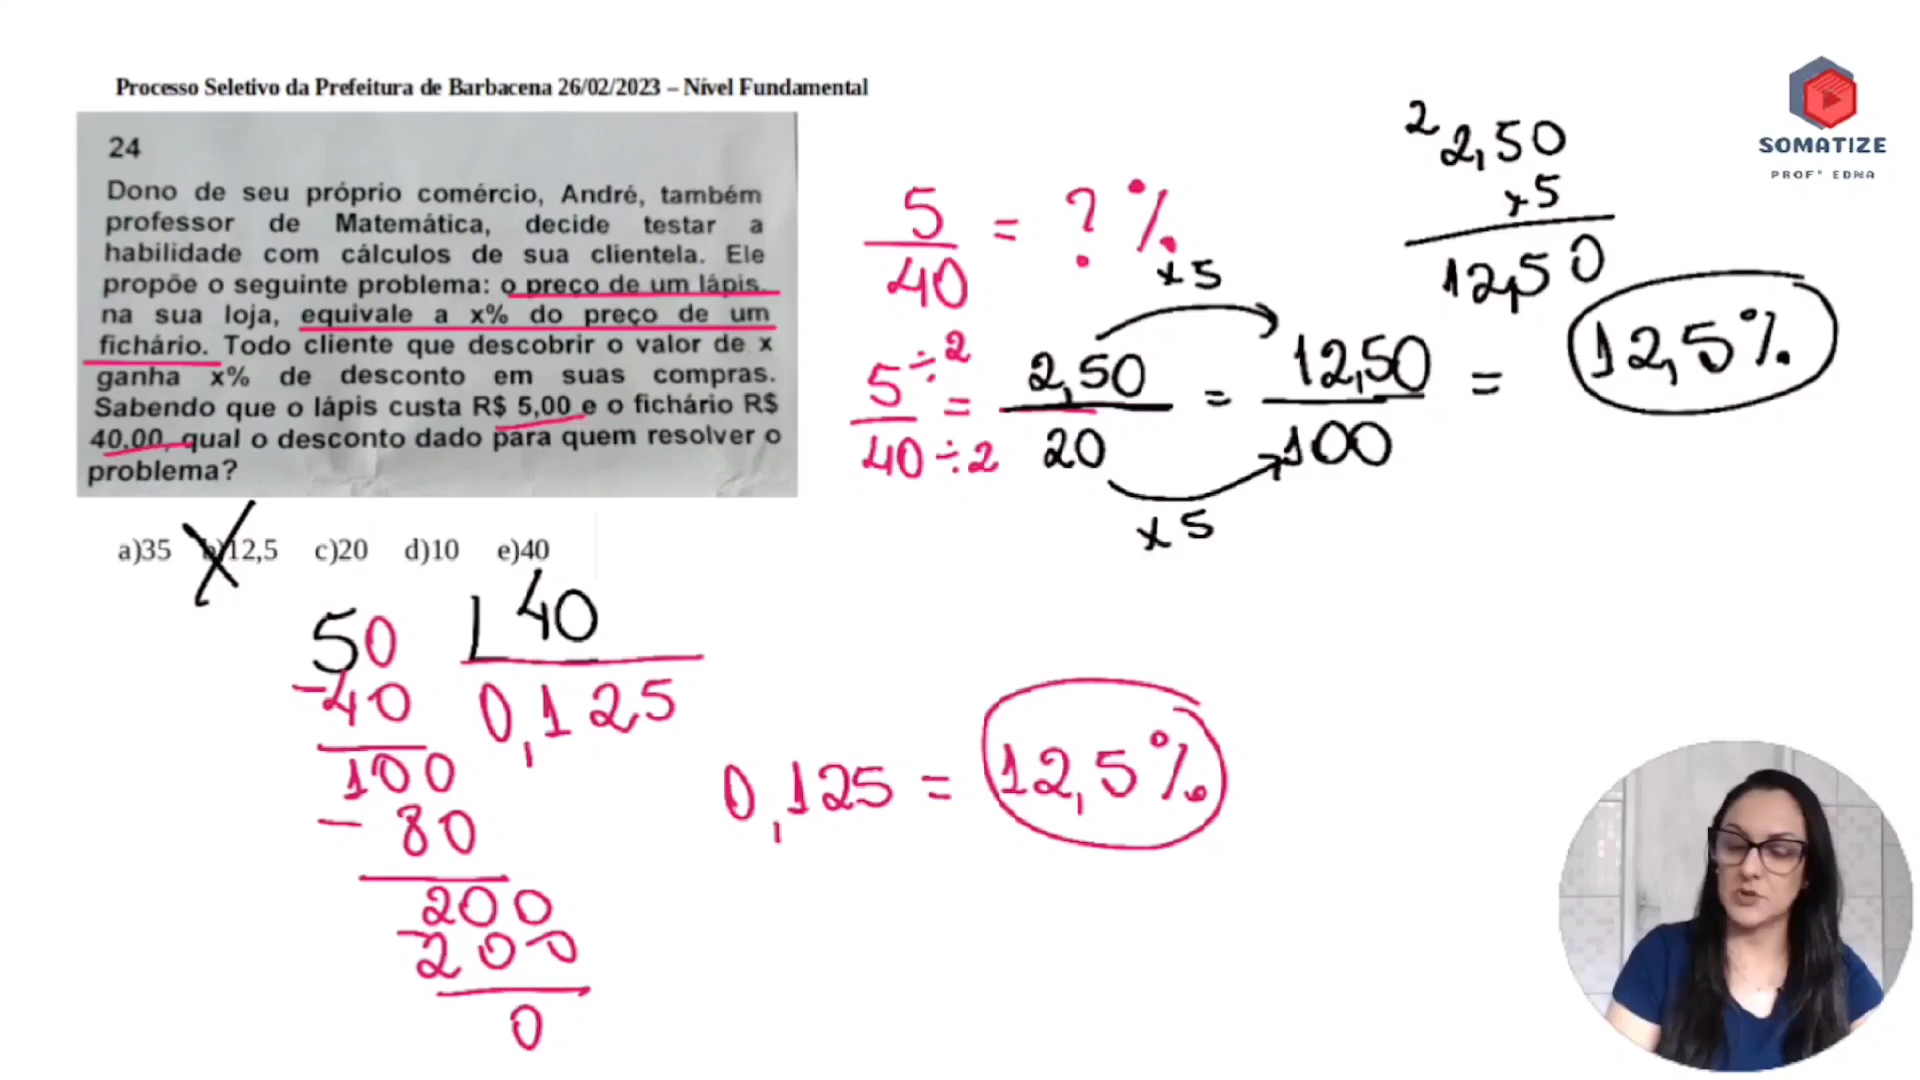 Processo Seletivo da Prefeitura de Barbacena 26/02/2023 – Nível Fundamental
24
Dono de seu próprio comércio, André, também
professor de Matemática, decide testar a
habilidade com cálculos de sua clientela. Ele
propõe o seguinte problema: o preço de um lápis,
na sua loja, equivale a x% do preço de um
fichário. Todo cliente que descobrir o valor de x
ganha x% de desconto em suas compras.
Sabendo que o lápis custa R$ 5,00 e o fichário R$
40,00, qual o desconto dado para quem resolver o
problema?
a)35 b)12,5 c)20 d)10 e)40
5
40
= ? %
5 ÷2
40 ÷2
=
2,50
20
x5
x5
=
12,50
100
=
12,5%
2
2,50
x5
12,50
SOMATIZE
PROFª EDNA
50 40
-40 0,125
100
- 80
200
-200
0
0,125 = 12,5%